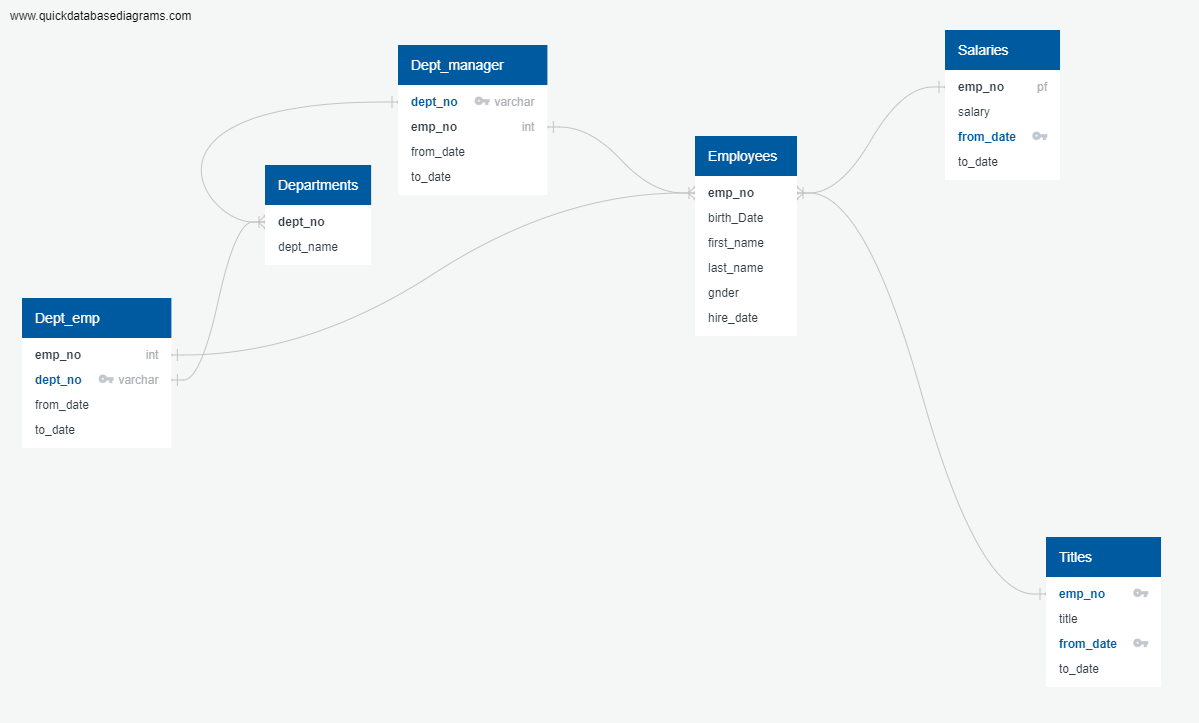 www.quickdatabasediagrams.com
Dept_manager
dept_no varchar
emp_no int
from_date
to_date
Salaries
emp_no pf
salary
from_date
to_date
Employees
emp_no
birth_Date
first_name
last_name
gnder
hire_date
Departments
dept_no
dept_name
Dept_emp
emp_no int
dept_no varchar
from_date
to_date
Titles
emp_no
title
from_date
to_date